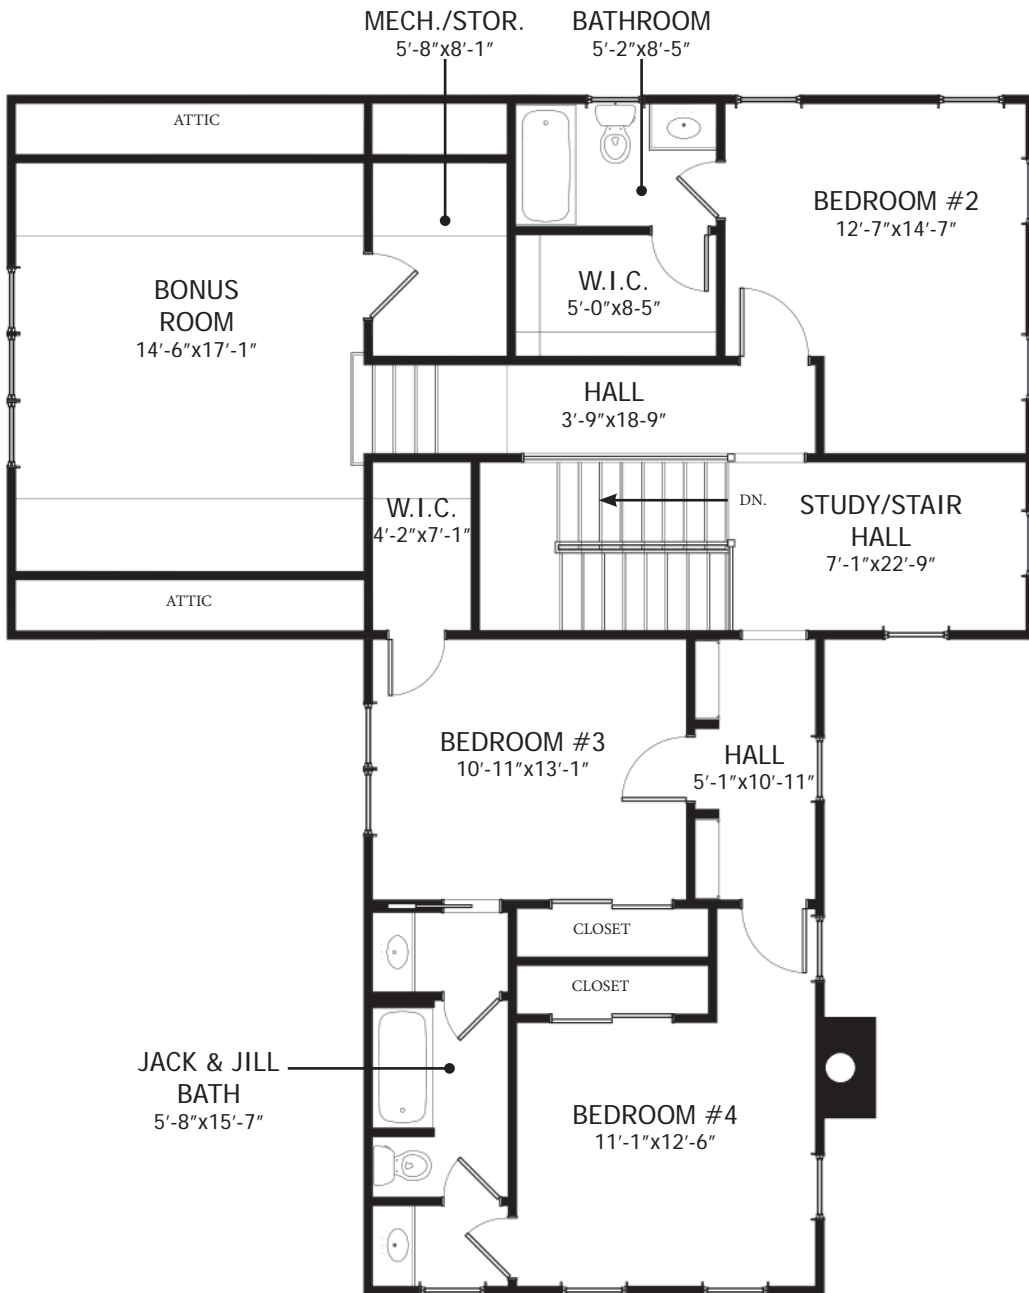 MECH./STOR.
5'-8"x8'-1"
BATHROOM
5'-2"x8'-5"
ATTIC
BEDROOM #2
12'-7"x14'-7"
BONUS
ROOM
14'-6"x17'-1"
W.I.C.
5'-0"x8-5"
HALL
3'-9"x18-9"
W.I.C.
4'-2"x7'-1"
DN.
STUDY/STAIR
HALL
7'-1"x22'-9"
ATTIC
BEDROOM #3
10'-11"x13'-1"
HALL
5'-1"x10'-11"
CLOSET
CLOSET
JACK & JILL
BATH
5'-8"x15'-7"
BEDROOM #4
11'-1"x12'-6"